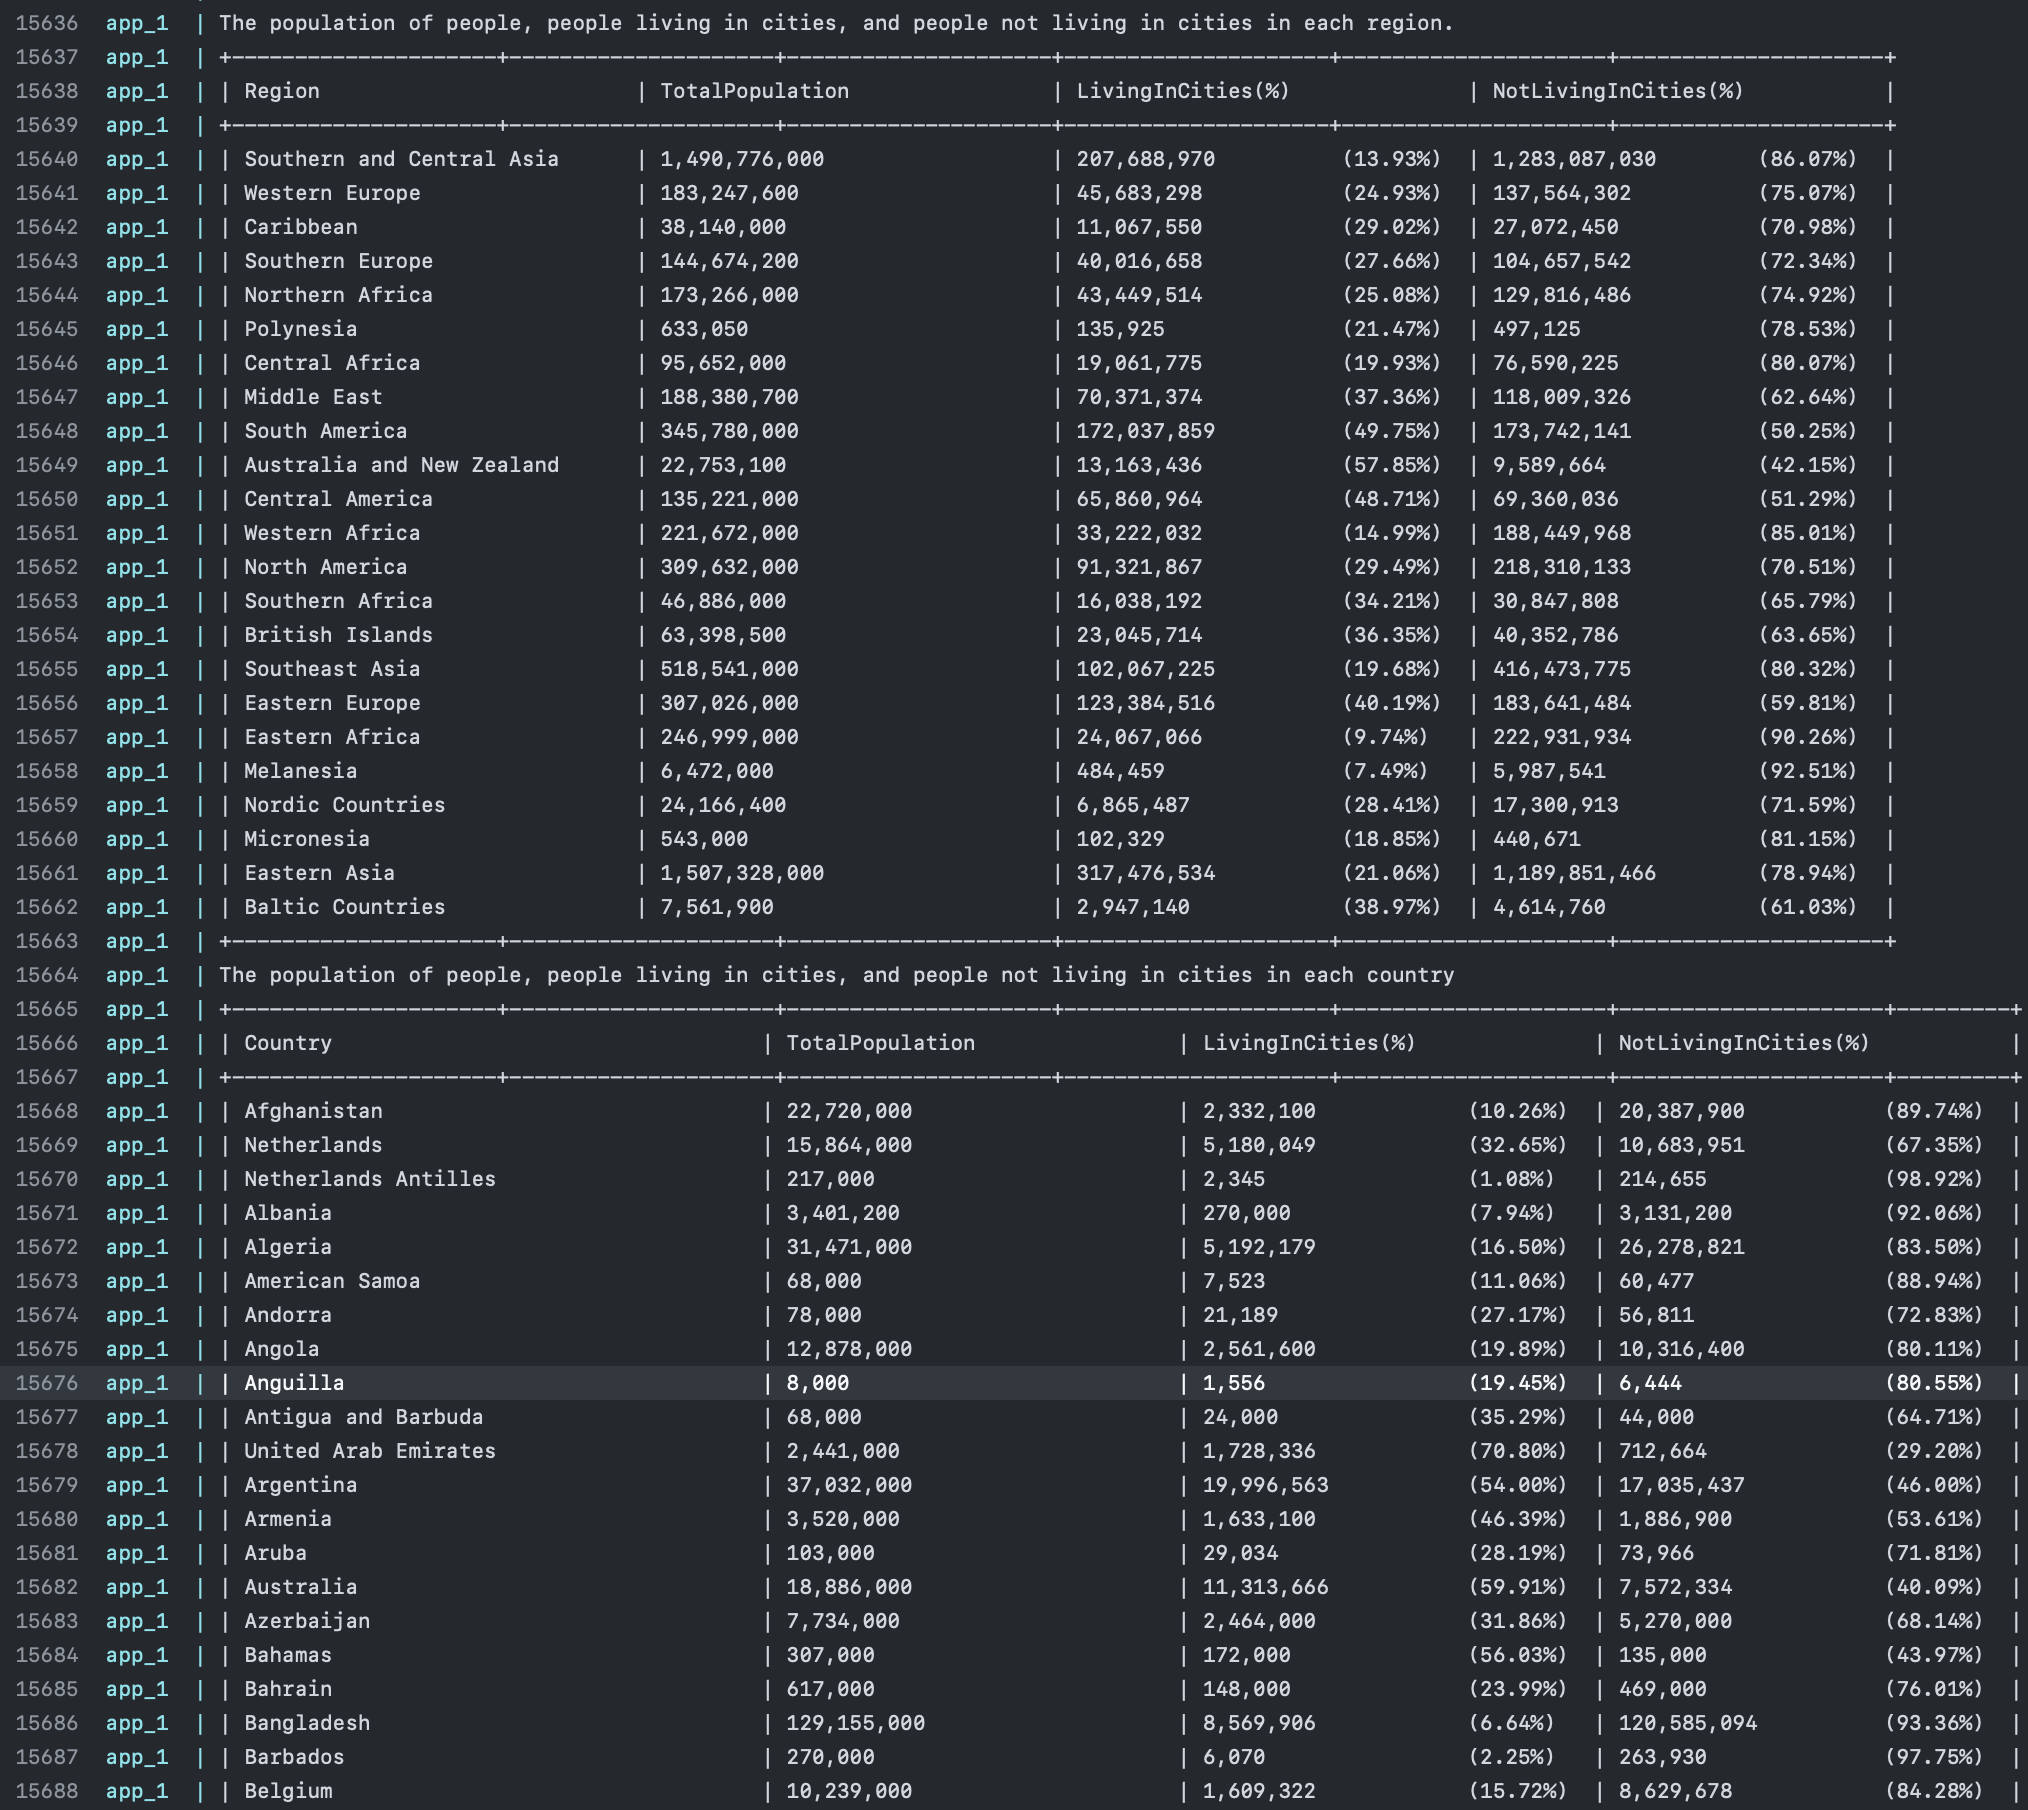 15636 app_1 | The population of people, people living in cities, and people not living in cities in each region.
15637 app_1 | +---------------------+---------------------+---------------------+---------------------+---------------------+---------------------+
15638 app_1 | | Region | TotalPopulation | LivingInCities(%) | NotLivingInCities(%) |
15639 app_1 | +---------------------+---------------------+---------------------+---------------------+---------------------+---------------------+
15640 app_1 | | Southern and Central Asia | 1,490,776,000 | 207,688,970 (13.93%) | 1,283,087,030 (86.07%) |
15641 app_1 | | Western Europe | 183,247,600 | 45,683,298 (24.93%) | 137,564,302 (75.07%) |
15642 app_1 | | Caribbean | 38,140,000 | 11,067,550 (29.02%) | 27,072,450 (70.98%) |
15643 app_1 | | Southern Europe | 144,674,200 | 40,016,658 (27.66%) | 104,657,542 (72.34%) |
15644 app_1 | | Northern Africa | 173,266,000 | 43,449,514 (25.08%) | 129,816,486 (74.92%) |
15645 app_1 | | Polynesia | 633,050 | 135,925 (21.47%) | 497,125 (78.53%) |
15646 app_1 | | Central Africa | 95,652,000 | 19,061,775 (19.93%) | 76,590,225 (80.07%) |
15647 app_1 | | Middle East | 188,380,700 | 70,371,374 (37.36%) | 118,009,326 (62.64%) |
15648 app_1 | | South America | 345,780,000 | 172,037,859 (49.75%) | 173,742,141 (50.25%) |
15649 app_1 | | Australia and New Zealand | 22,753,100 | 13,163,436 (57.85%) | 9,589,664 (42.15%) |
15650 app_1 | | Central America | 135,221,000 | 65,860,964 (48.71%) | 69,360,036 (51.29%) |
15651 app_1 | | Western Africa | 221,672,000 | 33,222,032 (14.99%) | 188,449,968 (85.01%) |
15652 app_1 | | North America | 309,632,000 | 91,321,867 (29.49%) | 218,310,133 (70.51%) |
15653 app_1 | | Southern Africa | 46,886,000 | 16,038,192 (34.21%) | 30,847,808 (65.79%) |
15654 app_1 | | British Islands | 63,398,500 | 23,045,714 (36.35%) | 40,352,786 (63.65%) |
15655 app_1 | | Southeast Asia | 518,541,000 | 102,067,225 (19.68%) | 416,473,775 (80.32%) |
15656 app_1 | | Eastern Europe | 307,026,000 | 123,384,516 (40.19%) | 183,641,484 (59.81%) |
15657 app_1 | | Eastern Africa | 246,999,000 | 24,067,066 (9.74%) | 222,931,934 (90.26%) |
15658 app_1 | | Melanesia | 6,472,000 | 484,459 (7.49%) | 5,987,541 (92.51%) |
15659 app_1 | | Nordic Countries | 24,166,400 | 6,865,487 (28.41%) | 17,300,913 (71.59%) |
15660 app_1 | | Micronesia | 543,000 | 102,329 (18.85%) | 440,671 (81.15%) |
15661 app_1 | | Eastern Asia | 1,507,328,000 | 317,476,534 (21.06%) | 1,189,851,466 (78.94%) |
15662 app_1 | | Baltic Countries | 7,561,900 | 2,947,140 (38.97%) | 4,614,760 (61.03%) |
15663 app_1 | +---------------------+---------------------+---------------------+---------------------+---------------------+---------------------+
15664 app_1 | The population of people, people living in cities, and people not living in cities in each country
15665 app_1 | +---------------------+---------------------+---------------------+---------------------+---------------------+---------------------+---------+
15666 app_1 | | Country | TotalPopulation | LivingInCities(%) | NotLivingInCities(%) |
15667 app_1 | +---------------------+---------------------+---------------------+---------------------+---------------------+---------------------+---------+
15668 app_1 | | Afghanistan | 22,720,000 | 2,332,100 (10.26%) | 20,387,900 (89.74%) |
15669 app_1 | | Netherlands | 15,864,000 | 5,180,049 (32.65%) | 10,683,951 (67.35%) |
15670 app_1 | | Netherlands Antilles | 217,000 | 2,345 (1.08%) | 214,655 (98.92%) |
15671 app_1 | | Albania | 3,401,200 | 270,000 (7.94%) | 3,131,200 (92.06%) |
15672 app_1 | | Algeria | 31,471,000 | 5,192,179 (16.50%) | 26,278,821 (83.50%) |
15673 app_1 | | American Samoa | 68,000 | 7,523 (11.06%) | 60,477 (88.94%) |
15674 app_1 | | Andorra | 78,000 | 21,189 (27.17%) | 56,811 (72.83%) |
15675 app_1 | | Angola | 12,878,000 | 2,561,600 (19.89%) | 10,316,400 (80.11%) |
15676 app_1 | | Anguilla | 8,000 | 1,556 (19.45%) | 6,444 (80.55%) |
15677 app_1 | | Antigua and Barbuda | 68,000 | 24,000 (35.29%) | 44,000 (64.71%) |
15678 app_1 | | United Arab Emirates | 2,441,000 | 1,728,336 (70.80%) | 712,664 (29.20%) |
15679 app_1 | | Argentina | 37,032,000 | 19,996,563 (54.00%) | 17,035,437 (46.00%) |
15680 app_1 | | Armenia | 3,520,000 | 1,633,100 (46.39%) | 1,886,900 (53.61%) |
15681 app_1 | | Aruba | 103,000 | 29,034 (28.19%) | 73,966 (71.81%) |
15682 app_1 | | Australia | 18,886,000 | 11,313,666 (59.91%) | 7,572,334 (40.09%) |
15683 app_1 | | Azerbaijan | 7,734,000 | 2,464,000 (31.86%) | 5,270,000 (68.14%) |
15684 app_1 | | Bahamas | 307,000 | 172,000 (56.03%) | 135,000 (43.97%) |
15685 app_1 | | Bahrain | 617,000 | 148,000 (23.99%) | 469,000 (76.01%) |
15686 app_1 | | Bangladesh | 129,155,000 | 8,569,906 (6.64%) | 120,585,094 (93.36%) |
15687 app_1 | | Barbados | 270,000 | 6,070 (2.25%) | 263,930 (97.75%) |
15688 app_1 | | Belgium | 10,239,000 | 1,609,322 (15.72%) | 8,629,678 (84.28%) |